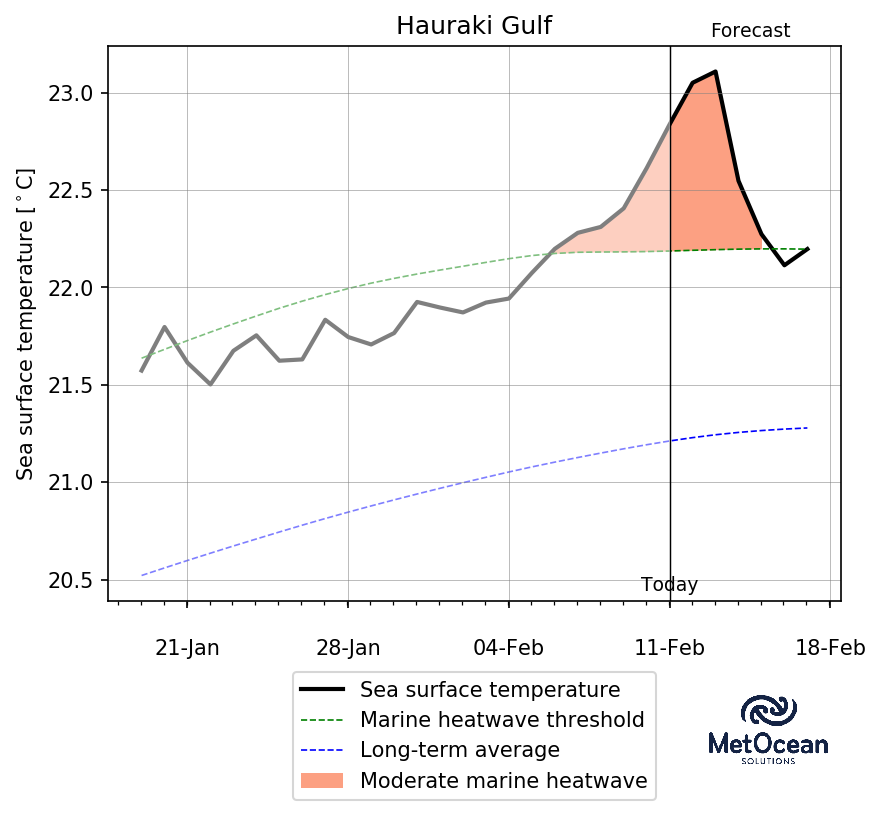 Hauraki Gulf
Forecast
23.0
22.5
22.0
21.5
21.0
20.5
Sea surface temperature [°C]
Today
21-Jan 28-Jan 04-Feb 11-Feb 18-Feb
Sea surface temperature
Marine heatwave threshold
Long-term average
Moderate marine heatwave
MetOcean
SOLUTIONS